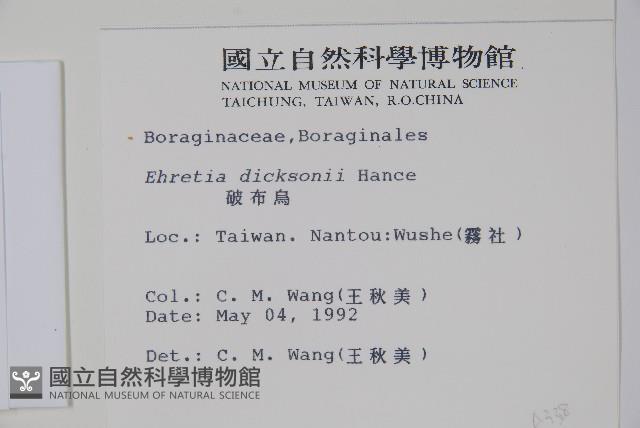 國立自然科學博物館
NATIONAL MUSEUM OF NATURAL SCIENCE
TAICHUNG, TAIWAN, R.O.CHINA
Boraginaceae,Boraginales
Ehretia dicksonii Hance
破布烏
Loc.: Taiwan. Nantou:Wushe(霧社)
Col.: C. M. Wang(王秋美)
Date: May 04, 1992
Det.: C. M. Wang(王秋美)
國立自然科學博物館
NATIONAL MUSEUM OF NATURAL SCIENCE